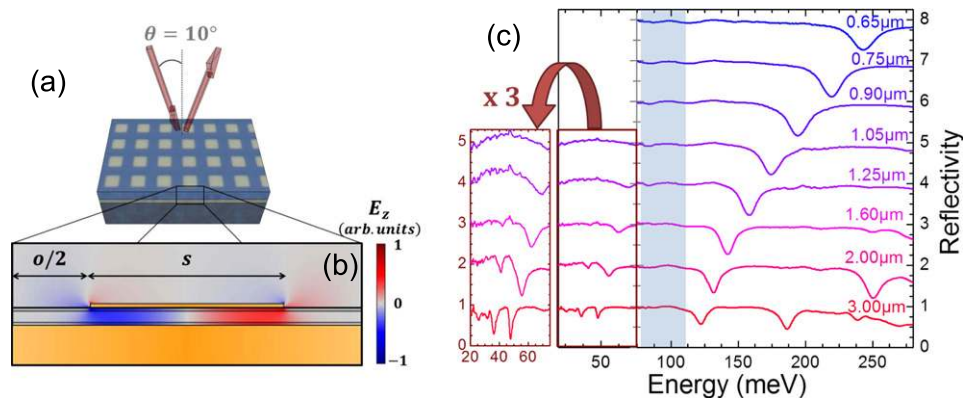 (a)
θ = 10°
E_z
(arb.units)
1
0
−1
o/2
s
(b)
(c)
x 3
5
4
3
2
1
0
20 40 60
0.65μm
0.75μm
0.90μm
1.05μm
1.25μm
1.60μm
2.00μm
3.00μm
8
7
6
5
4
3
2
1
0
Reflectivity
50 100 150 200 250
Energy (meV)